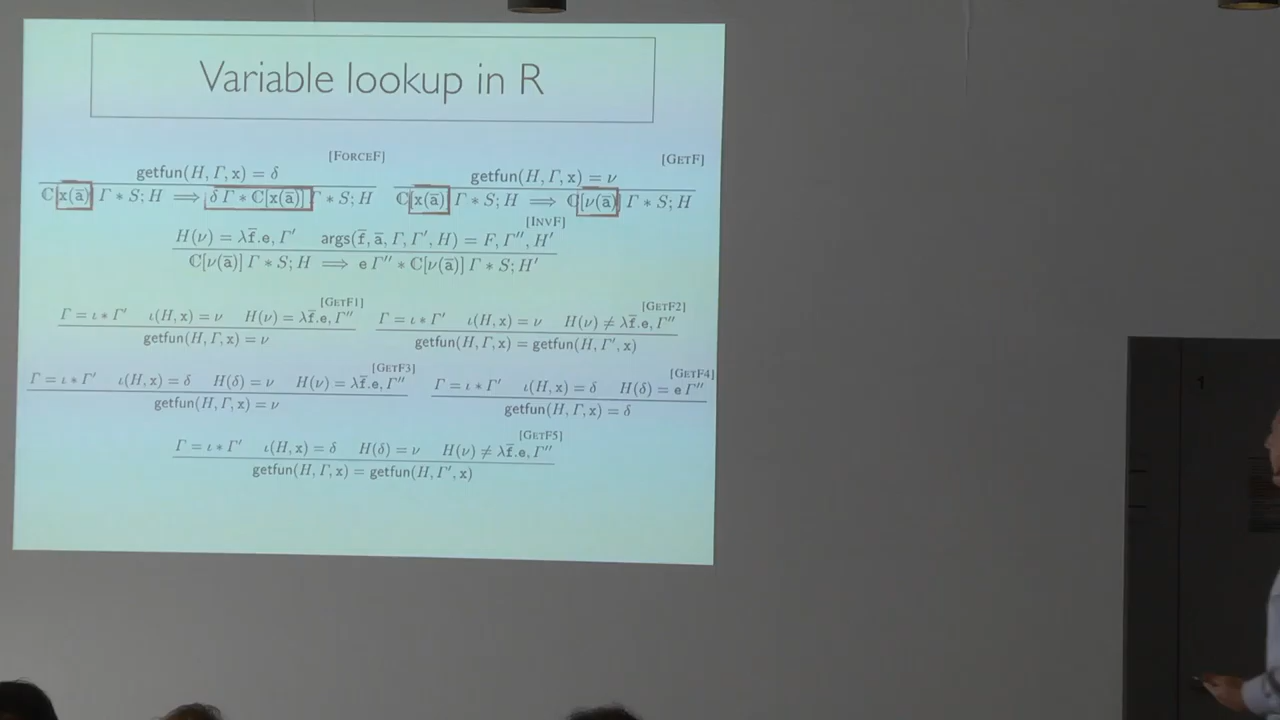 Variable lookup in R
[FORCEF]
getfun(H, Γ, x) = δ
ℂ[x(ā)] Γ * S; H ⟹ δ Γ * ℂ[x(ā)] Γ * S; H
[GETF]
getfun(H, Γ, x) = ν
ℂ[x(ā)] Γ * S; H ⟹ ℂ[ν(ā)] Γ * S; H
[INVF]
H(ν) = λf̄.e, Γ′ args(f̄, ā, Γ, Γ′, H) = F, Γ″, H′
ℂ[ν(ā)] Γ * S; H ⟹ e Γ″ * ℂ[ν(ā)] Γ * S; H′
[GETF1]
Γ = ι * Γ′ ι(H, x) = ν H(ν) = λf̄.e, Γ″
getfun(H, Γ, x) = ν
[GETF2]
Γ = ι * Γ′ ι(H, x) = ν H(ν) ≠ λf̄.e, Γ″
getfun(H, Γ, x) = getfun(H, Γ′, x)
[GETF3]
Γ = ι * Γ′ ι(H, x) = δ H(δ) = ν H(ν) = λf̄.e, Γ″
getfun(H, Γ, x) = ν
[GETF4]
Γ = ι * Γ′ ι(H, x) = δ H(δ) = e Γ″
getfun(H, Γ, x) = δ
[GETF5]
Γ = ι * Γ′ ι(H, x) = δ H(δ) = ν H(ν) ≠ λf̄.e, Γ″
getfun(H, Γ, x) = getfun(H, Γ′, x)